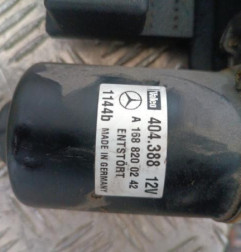 Valeo
404.388 12V
A 168 820 02 42
ENTSTÖRT
1144b MADE IN GERMANY